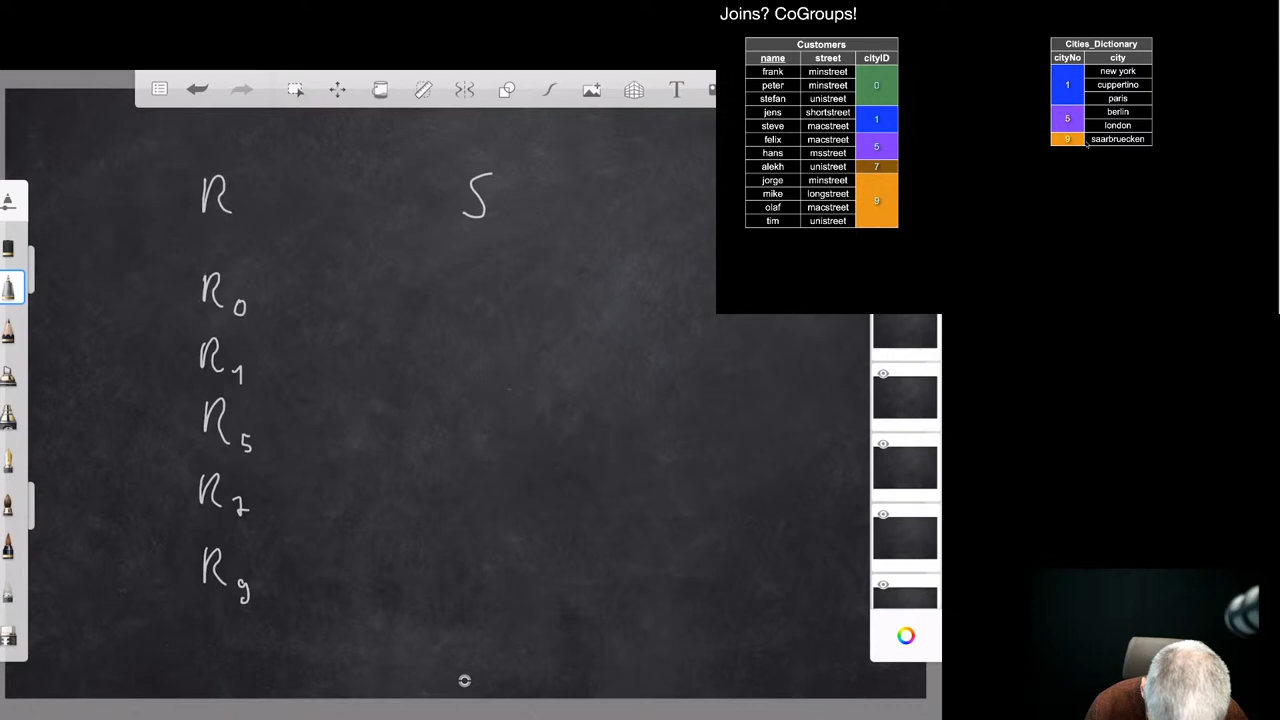 Joins? CoGroups!
Customers
name street cityID
frank minstreet
peter minstreet 0
stefan unistreet
jens shortstreet
1
steve macstreet
felix macstreet
5
hans msstreet
alekh unistreet 7
jorge minstreet
mike longstreet
9
olaf macstreet
tim unistreet
Cities_Dictionary
cityNo city
new york
1 cuppertino
paris
berlin
5
london
9 saarbruecken
T
R S
R0
R1
R5
R7
R9